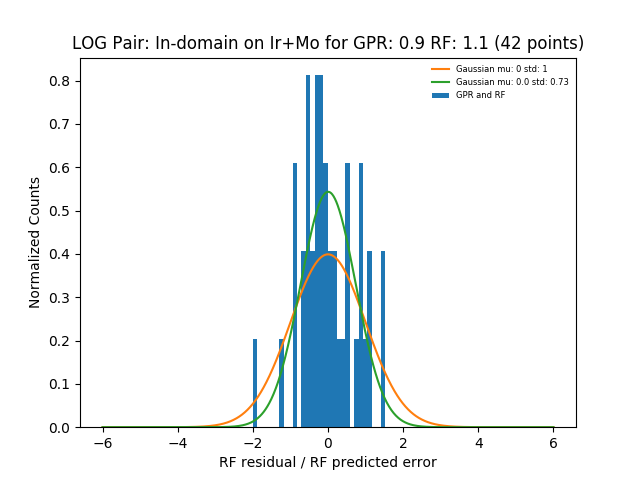 LOG Pair: In-domain on Ir+Mo for GPR: 0.9 RF: 1.1 (42 points)
Gaussian mu: 0 std: 1
Gaussian mu: 0.0 std: 0.73
GPR and RF
Normalized Counts
0.8
0.7
0.6
0.5
0.4
0.3
0.2
0.1
0.0
−6 −4 −2 0 2 4 6
RF residual / RF predicted error